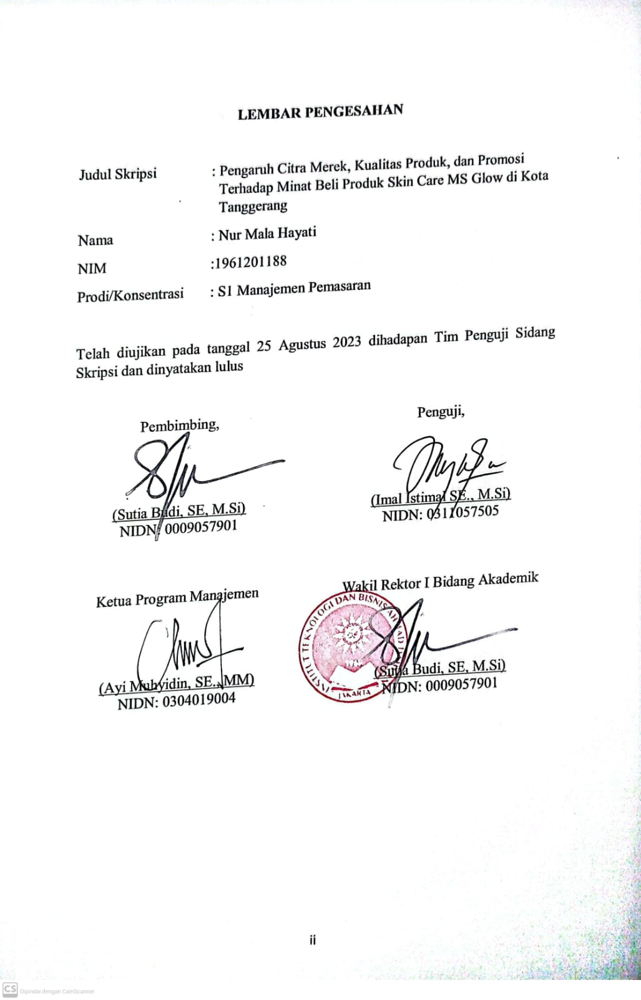 LEMBAR PENGESAHAN
Judul Skripsi : Pengaruh Citra Merek, Kualitas Produk, dan Promosi
Terhadap Minat Beli Produk Skin Care MS Glow di Kota
Tanggerang
Nama : Nur Mala Hayati
NIM :1961201188
Prodi/Konsentrasi : S1 Manajemen Pemasaran
Telah diujikan pada tanggal 25 Agustus 2023 dihadapan Tim Penguji Sidang
Skripsi dan dinyatakan lulus
Pembimbing,
(Sutia Budi, SE, M.Si)
NIDN: 0009057901
Penguji,
(Imal Istimal SE., M.Si)
NIDN: 0311057505
Ketua Program Manajemen
(Ayi Muhyidin, SE., MM)
NIDN: 0304019004
Wakil Rektor I Bidang Akademik
INSTITUT TEKNOLOGI DAN BISNIS AHMAD
JAKARTA
(Sutia Budi, SE, M.Si)
NIDN: 0009057901
ii
CS Dipindai dengan CamScanner